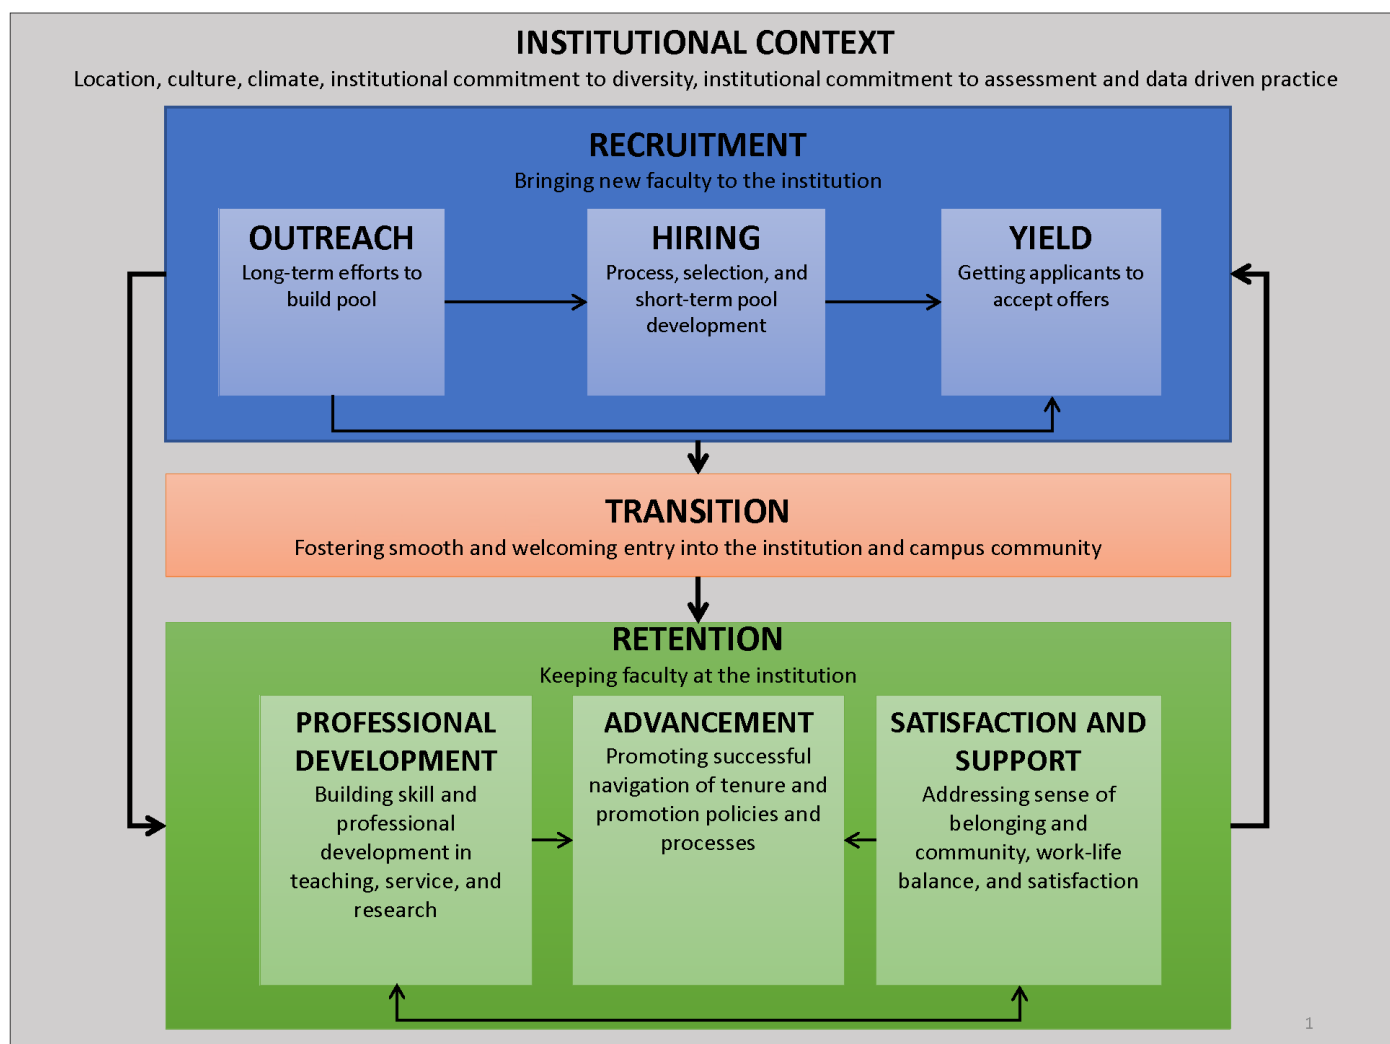 INSTITUTIONAL CONTEXT
Location, culture, climate, institutional commitment to diversity, institutional commitment to assessment and data driven practice
RECRUITMENT
Bringing new faculty to the institution
OUTREACH
Long-term efforts to
build pool
HIRING
Process, selection, and
short-term pool
development
YIELD
Getting applicants to
accept offers
TRANSITION
Fostering smooth and welcoming entry into the institution and campus community
RETENTION
Keeping faculty at the institution
PROFESSIONAL
DEVELOPMENT
Building skill and
professional
development in
teaching, service, and
research
ADVANCEMENT
Promoting successful
navigation of tenure and
promotion policies and
processes
SATISFACTION AND
SUPPORT
Addressing sense of
belonging and
community, work-life
balance, and satisfaction
1